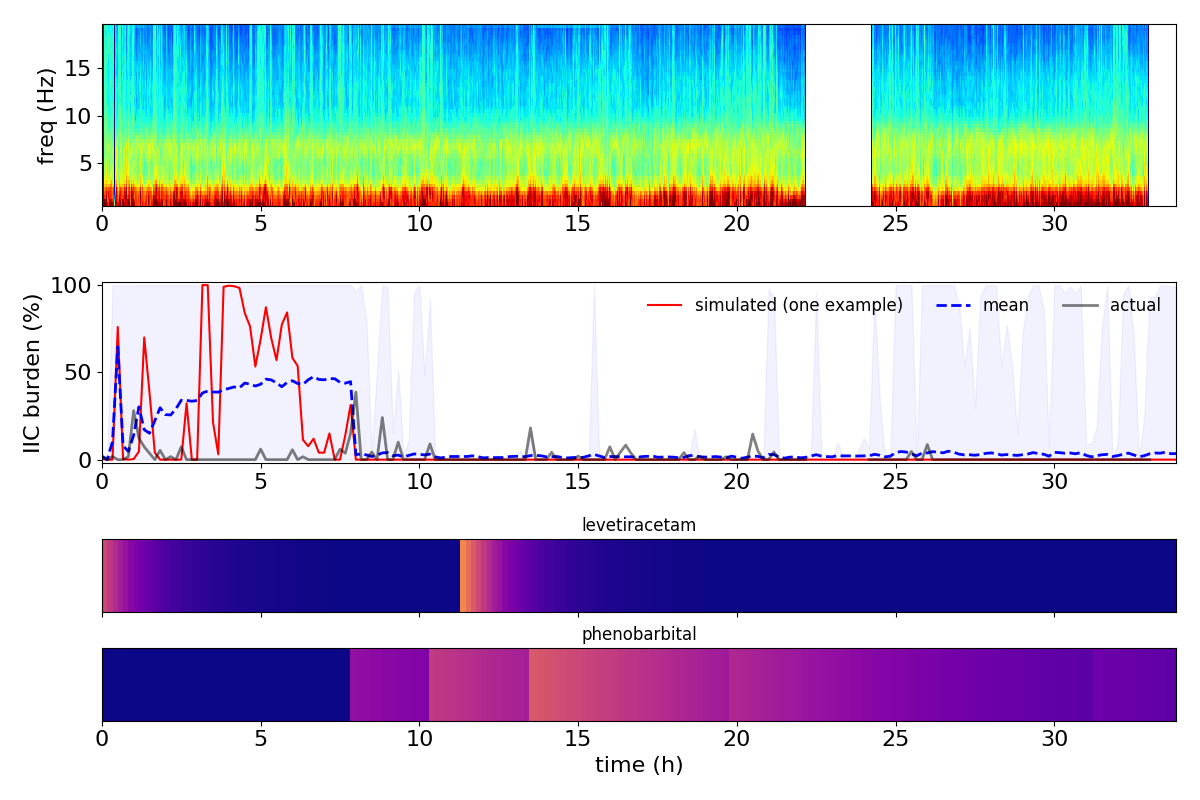 freq (Hz)
15
10
5
0 5 10 15 20 25 30
IIC burden (%)
100
50
0
simulated (one example) mean actual
0 5 10 15 20 25 30
levetiracetam
phenobarbital
0 5 10 15 20 25 30
time (h)